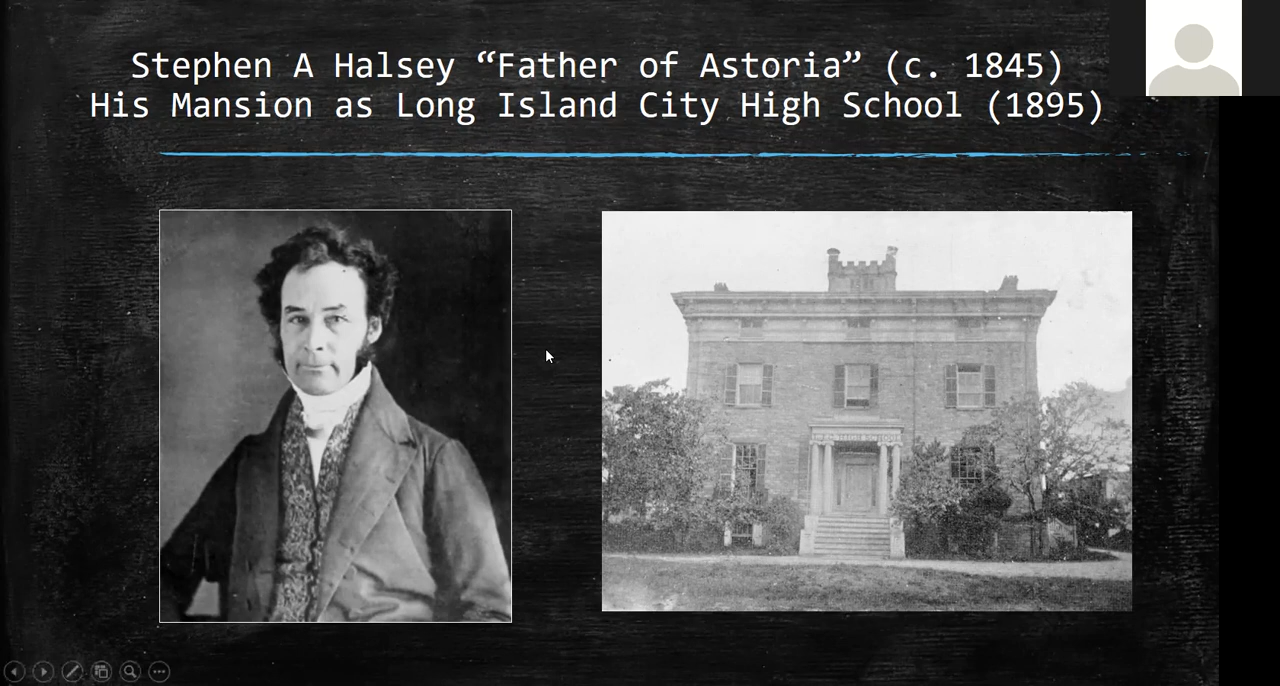 Stephen A Halsey “Father of Astoria” (c. 1845)
His Mansion as Long Island City High School (1895)